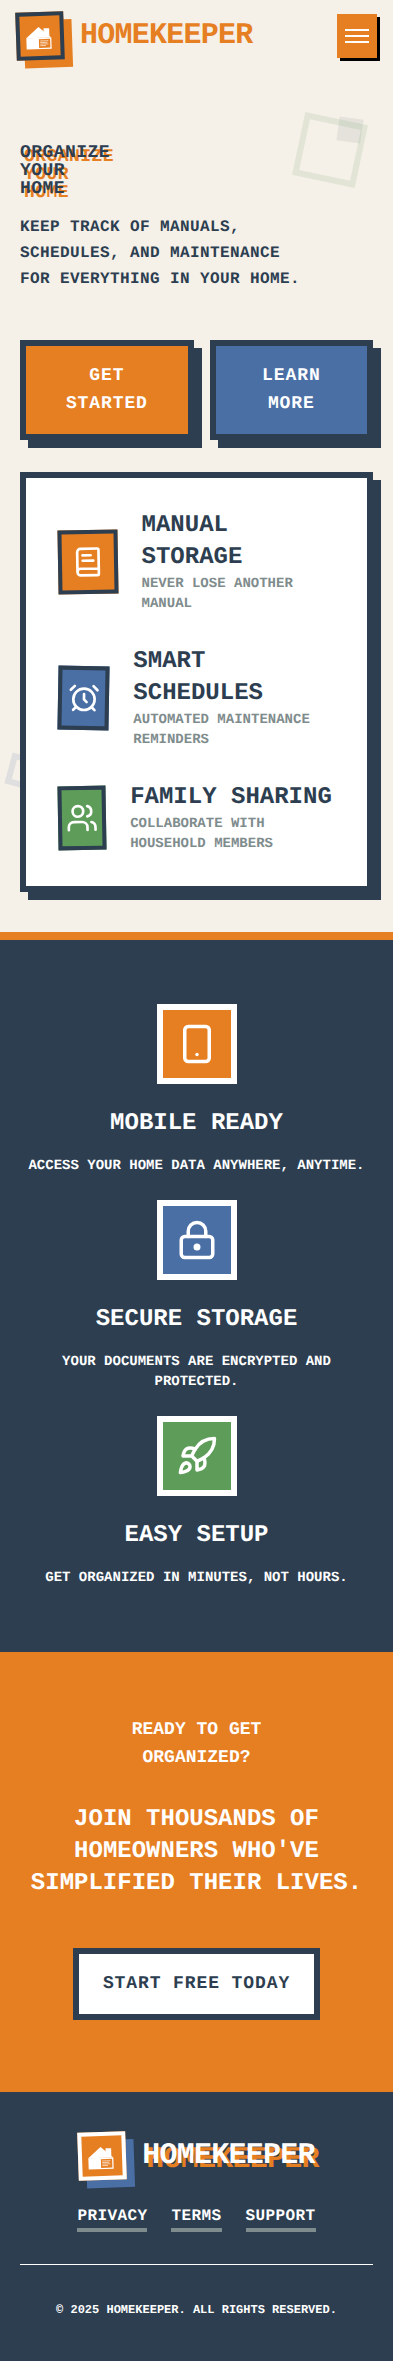 HOMEKEEPER
ORGANIZE
YOUR
HOME
KEEP TRACK OF MANUALS,
SCHEDULES, AND MAINTENANCE
FOR EVERYTHING IN YOUR HOME.
GET
STARTED
LEARN
MORE
MANUAL
STORAGE
NEVER LOSE ANOTHER
MANUAL
SMART
SCHEDULES
AUTOMATED MAINTENANCE
REMINDERS
FAMILY SHARING
COLLABORATE WITH
HOUSEHOLD MEMBERS
MOBILE READY
ACCESS YOUR HOME DATA ANYWHERE, ANYTIME.
SECURE STORAGE
YOUR DOCUMENTS ARE ENCRYPTED AND
PROTECTED.
EASY SETUP
GET ORGANIZED IN MINUTES, NOT HOURS.
READY TO GET
ORGANIZED?
JOIN THOUSANDS OF
HOMEOWNERS WHO'VE
SIMPLIFIED THEIR LIVES.
START FREE TODAY
HOMEKEEPER
PRIVACY TERMS SUPPORT
© 2025 HOMEKEEPER. ALL RIGHTS RESERVED.